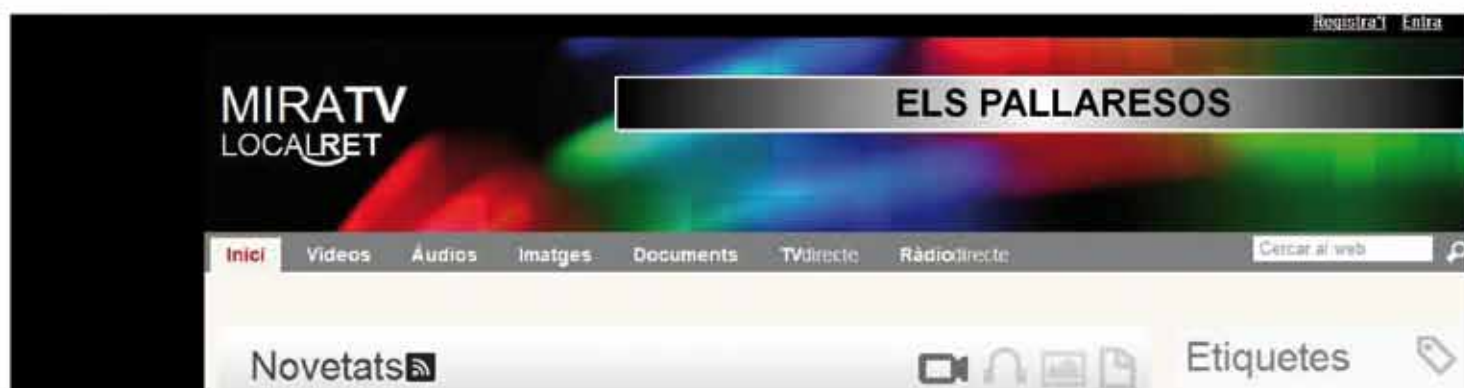 Registra't Entra
MIRATV
LOCALRET
ELS PALLARESOS
Inici Vídeos Àudios Imatges Documents TVdirecte Ràdiodirecte Cercar al web
Novetats
Etiquetes